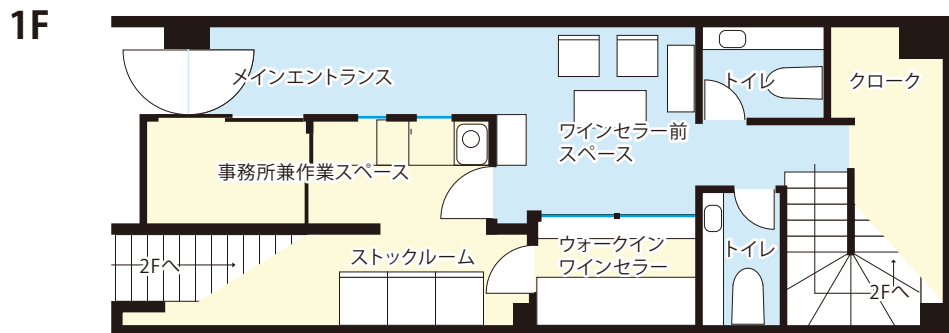 1F
メインエントランス
トイレ
クローク
ワインセラー前
スペース
事務所兼作業スペース
ストックルーム
ウォークイン
ワインセラー
トイレ
2Fへ
2Fへ